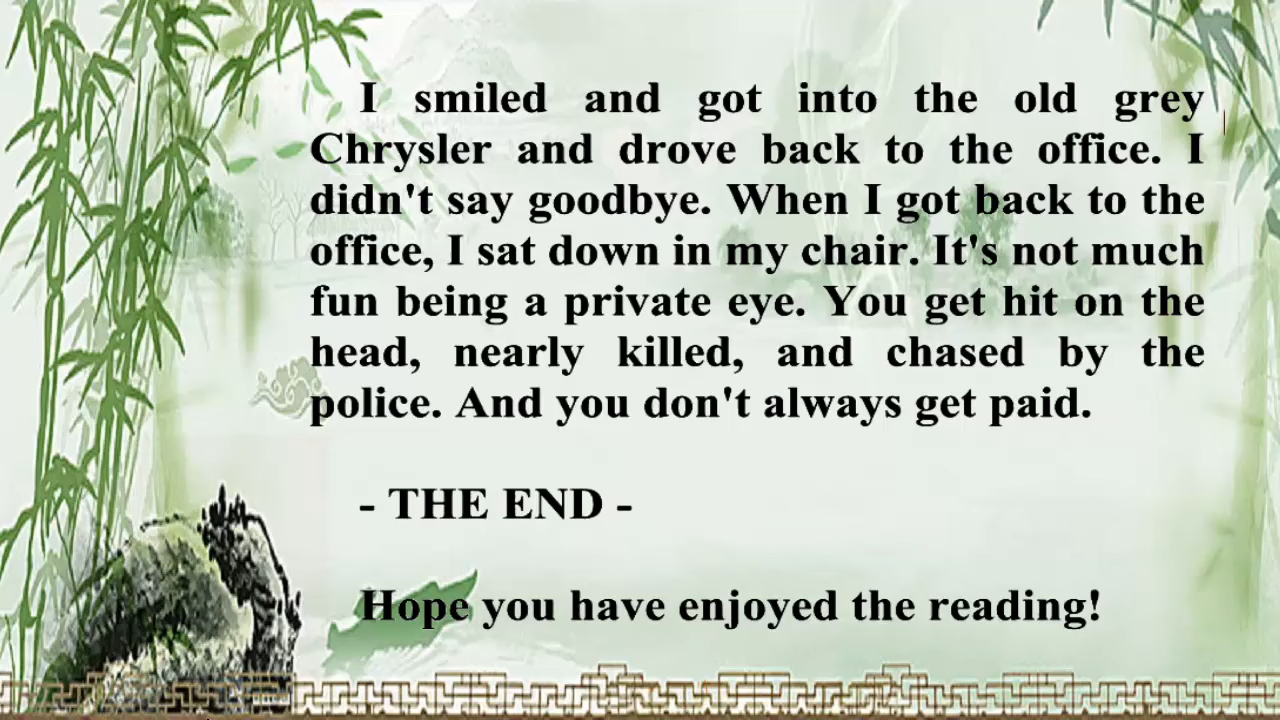 I smiled and got into the old grey
Chrysler and drove back to the office. I
didn't say goodbye. When I got back to the
office, I sat down in my chair. It's not much
fun being a private eye. You get hit on the
head, nearly killed, and chased by the
police. And you don't always get paid.
- THE END -
Hope you have enjoyed the reading!